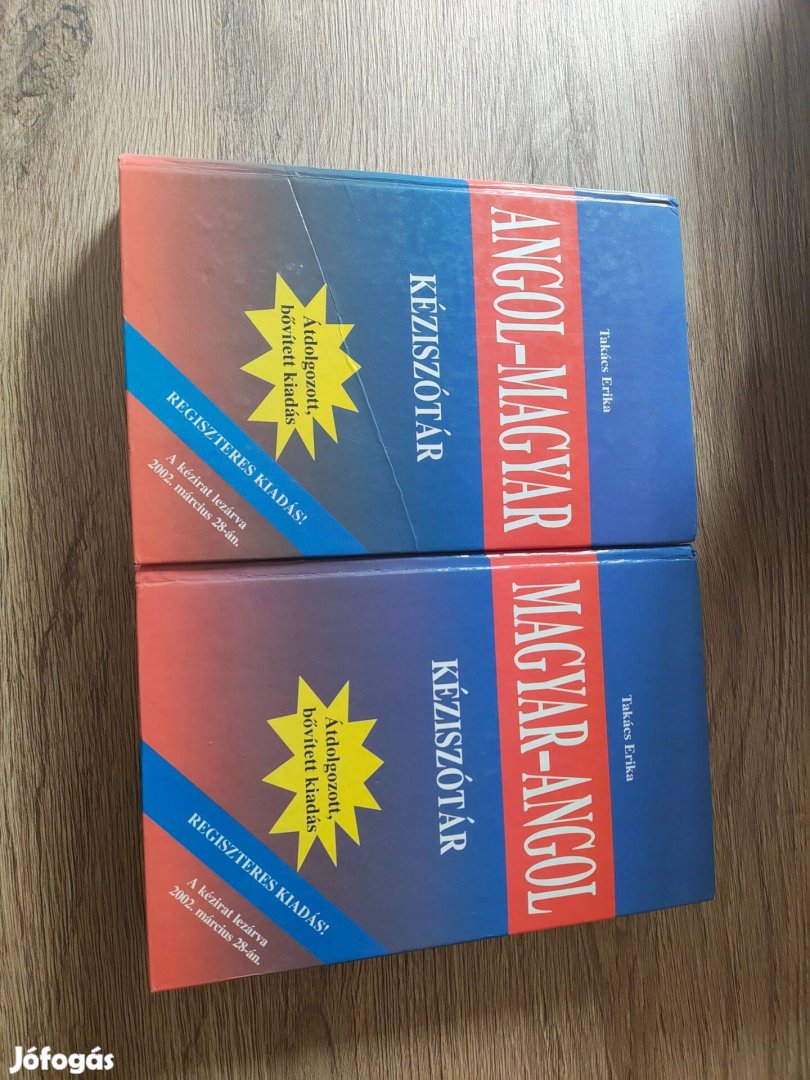 Takács Erika
ANGOL-MAGYAR
KÉZISZÓTÁR
Átdolgozott,
bővített kiadás
REGISZTERES KIADÁS!
A kézirat lezárva
2002. március 28-án.
Takács Erika
MAGYAR-ANGOL
KÉZISZÓTÁR
Átdolgozott,
bővített kiadás
REGISZTERES KIADÁS!
A kézirat lezárva
2002. március 28-án.
Jófogás